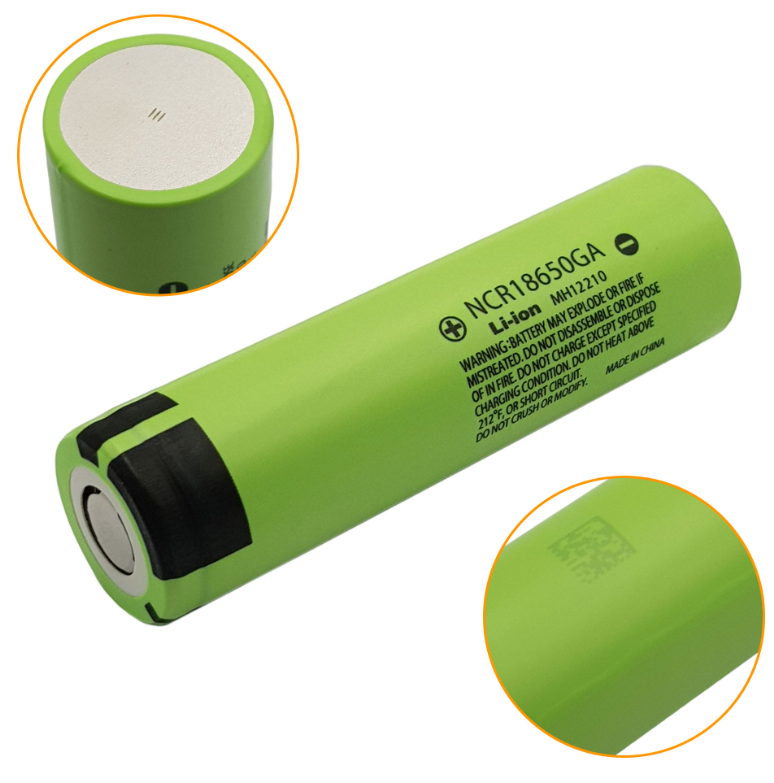 ⊕ NCR18650GA ⊖
Li-ion MH12210
WARNING:BATTERY MAY EXPLODE OR FIRE IF
MISTREATED. DO NOT DISASSEMBLE OR DISPOSE
OF IN FIRE. DO NOT CHARGE EXCEPT SPECIFIED
CHARGING CONDITION. DO NOT HEAT ABOVE
212°F, OR SHORT CIRCUIT.
DO NOT CRUSH OR MODIFY. MADE IN CHINA